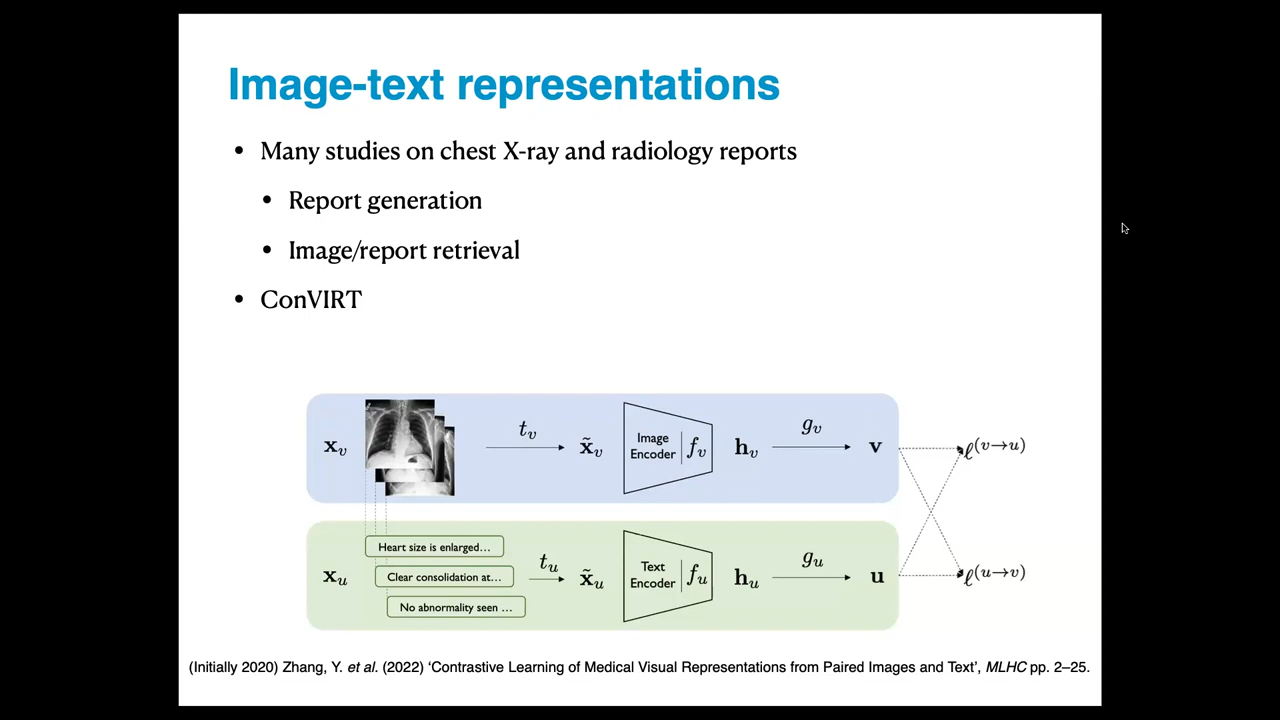 Image-text representations
• Many studies on chest X-ray and radiology reports
• Report generation
• Image/report retrieval
• ConVIRT
x_v t_v x̃_v Image Encoder f_v h_v g_v v ℓ^(v→u)
x_u
Heart size is enlarged...
Clear consolidation at...
No abnormality seen ...
t_u x̃_u Text Encoder f_u h_u g_u u ℓ^(u→v)
(Initially 2020) Zhang, Y. et al. (2022) ‘Contrastive Learning of Medical Visual Representations from Paired Images and Text’, MLHC pp. 2–25.